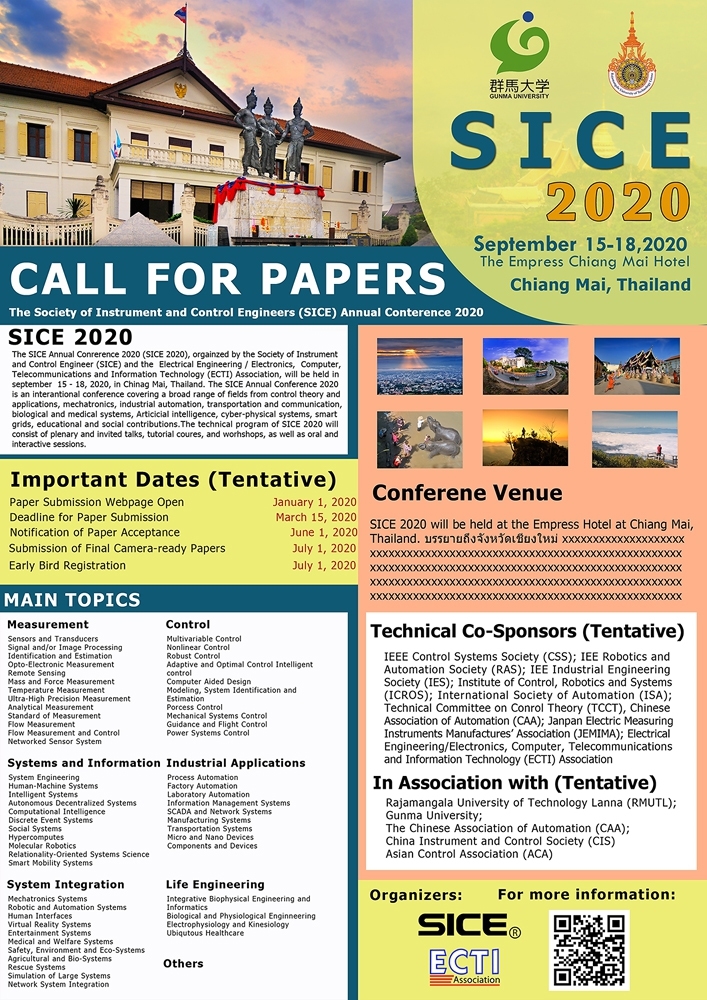 群馬大学
GUNMA UNIVERSITY
SICE
2020
September 15-18,2020
The Empress Chiang Mai Hotel
Chiang Mai, Thailand
CALL FOR PAPERS
The Society of Instrument and Control Engineers (SICE) Annual Conterence 2020
SICE 2020
The SICE Annual Conrerence 2020 (SICE 2020), orgainzed by the Society of Instrument
and Control Engineer (SICE) and the Electrical Engineering / Electronics, Computer,
Telecommunications and Information Technology (ECTI) Association, will be held in
september 15 - 18, 2020, in Chinag Mai, Thailand. The SICE Annual Conference 2020
is an interantional conference covering a broad range of fields from control theory and
applications, mechatronics, industrial automation, transportation and communication,
biological and medical systems, Articicial intelligence, cyber-physical systems, smart
grids, educational and social contributions.The technical program of SICE 2020 will
consist of plenary and invited talks, tutorial coures, and worhshops, as well as oral and
interactive sessions.
Important Dates (Tentative)
Paper Submission Webpage Open January 1, 2020
Deadline for Paper Submission March 15, 2020
Notification of Paper Acceptance June 1, 2020
Submission of Final Camera-ready Papers July 1, 2020
Early Bird Registration July 1, 2020
MAIN TOPICS
Measurement
Sensors and Transducers
Signal and/or Image Processing
Identification and Estimation
Opto-Electronic Measurement
Remote Sensing
Mass and Force Measurement
Temperature Measurement
Ultra-High Precision Measurement
Analytical Measurement
Standard of Measurement
Flow Measurement
Flow Measurement and Control
Networked Sensor System
Control
Multivariable Control
Nonlinear Control
Robust Control
Adaptive and Optimal Control Intelligent
control
Computer Aided Design
Modeling, System Identification and
Estimation
Porcess Control
Mechanical Systems Control
Guidance and Flight Control
Power Systems Control
Systems and Information
System Engineering
Human-Machine Systems
Intelligent Systems
Autonomous Decentralized Systems
Computational Intelligence
Discrete Event Systems
Social Systems
Hypercomputes
Molecular Robotics
Relationality-Oriented Systems Science
Smart Mobility Systems
Industrial Applications
Process Automation
Factory Automation
Laboratory Automation
Information Management Systems
SCADA and Network Systems
Manufacturing Systems
Transportation Systems
Micro and Nano Devices
Components and Devices
System Integration
Mechatronics Systems
Robotic and Automation Systems
Human Interfaces
Virtual Reality Systems
Entertainment Systems
Medical and Welfare Systems
Safety, Environment and Eco-Systems
Agricultural and Bio-Systems
Rescue Systems
Simulation of Large Systems
Network System Integration
Life Engineering
Integrative Biophysical Enginnering and
Informatics
Biological and Physiological Enginneering
Electrophysiology and Kinesiology
Ubiqutous Healthcare
Others
Conferene Venue
SICE 2020 will be held at the Empress Hotel at Chiang Mai,
Thailand. บรรยายถึงจังหวัดเชียงใหม่ xxxxxxxxxxxxxxxxxxxx
xxxxxxxxxxxxxxxxxxxxxxxxxxxxxxxxxxxxxxxxxxxxxxxxxxx
xxxxxxxxxxxxxxxxxxxxxxxxxxxxxxxxxxxxxxxxxxxxxxxxxxx
xxxxxxxxxxxxxxxxxxxxxxxxxxxxxxxxxxxxxxxxxxxxxxxxxxx
xxxxxxxxxxxxxxxxxxxxxxxxxxxxxxxxxxxxxxxxxxxxxxxxxxx
Technical Co-Sponsors (Tentative)
IEEE Control Systems Society (CSS); IEE Robotics and
Automation Society (RAS); IEE Industrial Engineering
Society (IES); Institute of Control, Robotics and Systems
(ICROS); International Society of Automation (ISA);
Technical Committee on Conrol Theory (TCCT), Chinese
Association of Automation (CAA); Janpan Electric Measuring
Instruments Manufactures' Association (JEMIMA); Electrical
Engineering/Electronics, Computer, Telecommunications
and Information Technology (ECTI) Association
In Association with (Tentative)
Rajamangala University of Technology Lanna (RMUTL);
Gunma University;
The Chinese Association of Automation (CAA);
China Instrument and Control Society (CIS)
Asian Control Association (ACA)
Organizers:
SICE®
ECTI
Association
For more information: